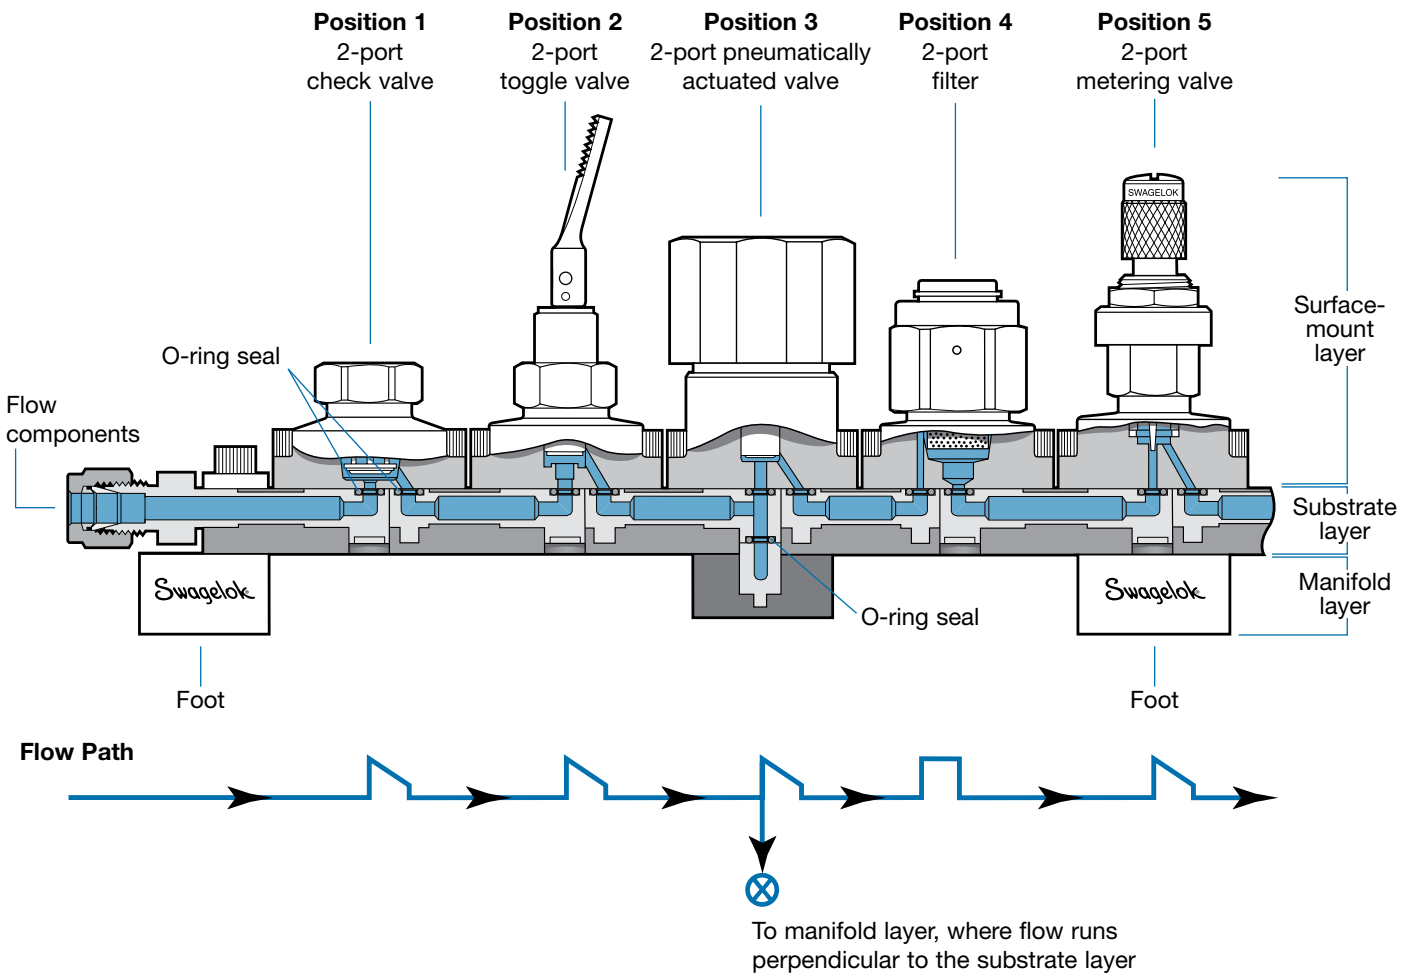 Position 1
2-port
check valve
Position 2
2-port
toggle valve
Position 3
2-port pneumatically
actuated valve
Position 4
2-port
filter
Position 5
2-port
metering valve
SWAGELOK
O-ring seal
Flow
components
Surface-
mount
layer
Substrate
layer
Manifold
layer
Swagelok
Swagelok
O-ring seal
Foot
Foot
Flow Path
To manifold layer, where flow runs
perpendicular to the substrate layer